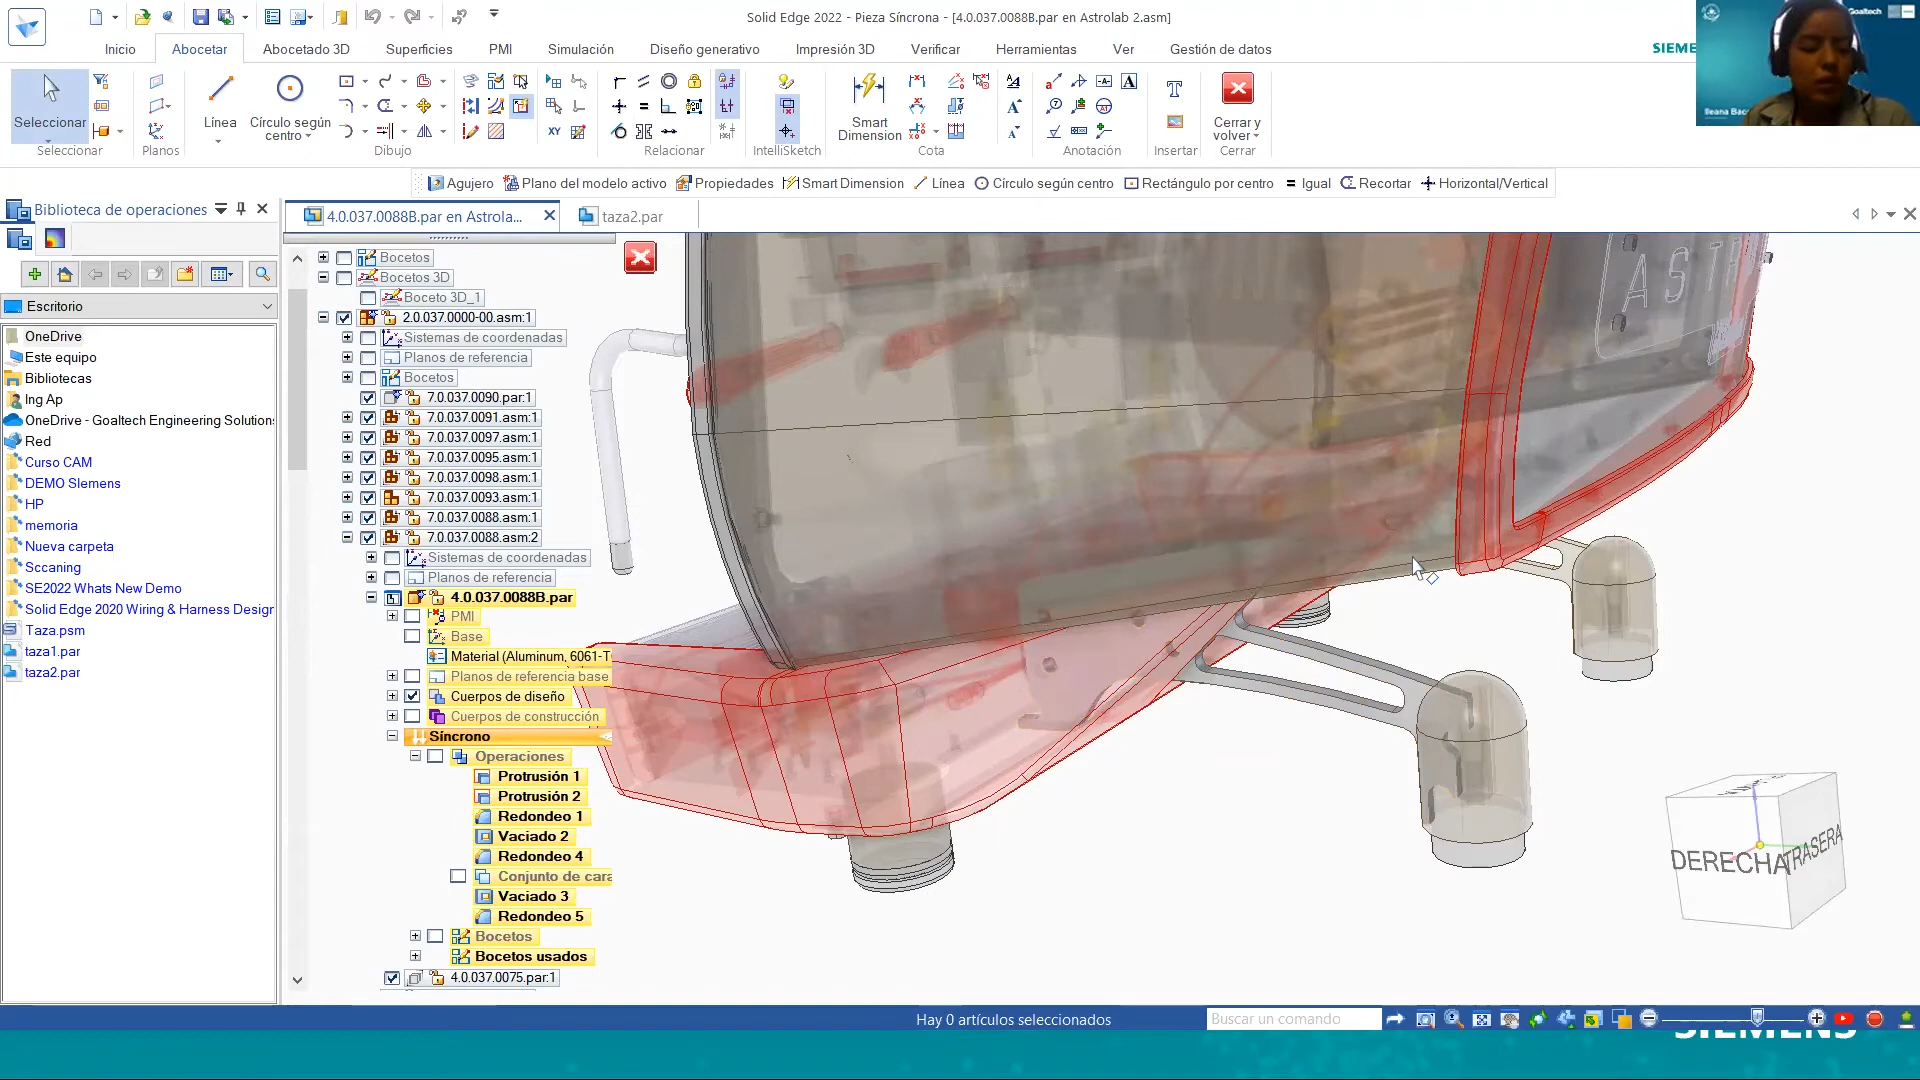 Solid Edge 2022 - Pieza Síncrona - [4.0.037.0088B.par en Astrolab 2.asm]
Goaltech
SIEME
Inicio
Abocetar
Abocetado 3D
Superficies
PMI
Simulación
Diseño generativo
Impresión 3D
Verificar
Herramientas
Ver
Gestión de datos
Seleccionar
Línea
Círculo según centro
Smart Dimension
Cerrar y volver
Seleccionar
Planos
Dibujo
Relacionar
IntelliSketch
Cota
Anotación
Insertar
Cerrar
Agujero
Plano del modelo activo
Propiedades
Smart Dimension
Línea
Círculo según centro
Rectángulo por centro
Igual
Recortar
Horizontal/Vertical
Biblioteca de operaciones
4.0.037.0088B.par en Astrola...
taza2.par
Escritorio
OneDrive
Este equipo
Bibliotecas
Ing Ap
OneDrive - Goaltech Engineering Solution:
Red
Curso CAM
DEMO SIemens
HP
memoria
Nueva carpeta
Sccaning
SE2022 Whats New Demo
Solid Edge 2020 Wiring & Harness Design
Taza.psm
taza1.par
taza2.par
Bocetos
Bocetos 3D
Boceto 3D_1
2.0.037.0000-00.asm:1
Sistemas de coordenadas
Planos de referencia
Bocetos
7.0.037.0090.par:1
7.0.037.0091.asm:1
7.0.037.0097.asm:1
7.0.037.0095.asm:1
7.0.037.0098.asm:1
7.0.037.0093.asm:1
7.0.037.0088.asm:1
7.0.037.0088.asm:2
Sistemas de coordenadas
Planos de referencia
4.0.037.0088B.par
PMI
Base
Material (Aluminum, 6061-T
Planos de referencia base
Cuerpos de diseño
Cuerpos de construcción
Síncrono
Operaciones
Protrusión 1
Protrusión 2
Redondeo 1
Vaciado 2
Redondeo 4
Conjunto de cara
Vaciado 3
Redondeo 5
Bocetos
Bocetos usados
4.0.037.0075.par:1
ASTR
DERECHA
TRASERA
Hay 0 artículos seleccionados
Buscar un comando
SIEMENS